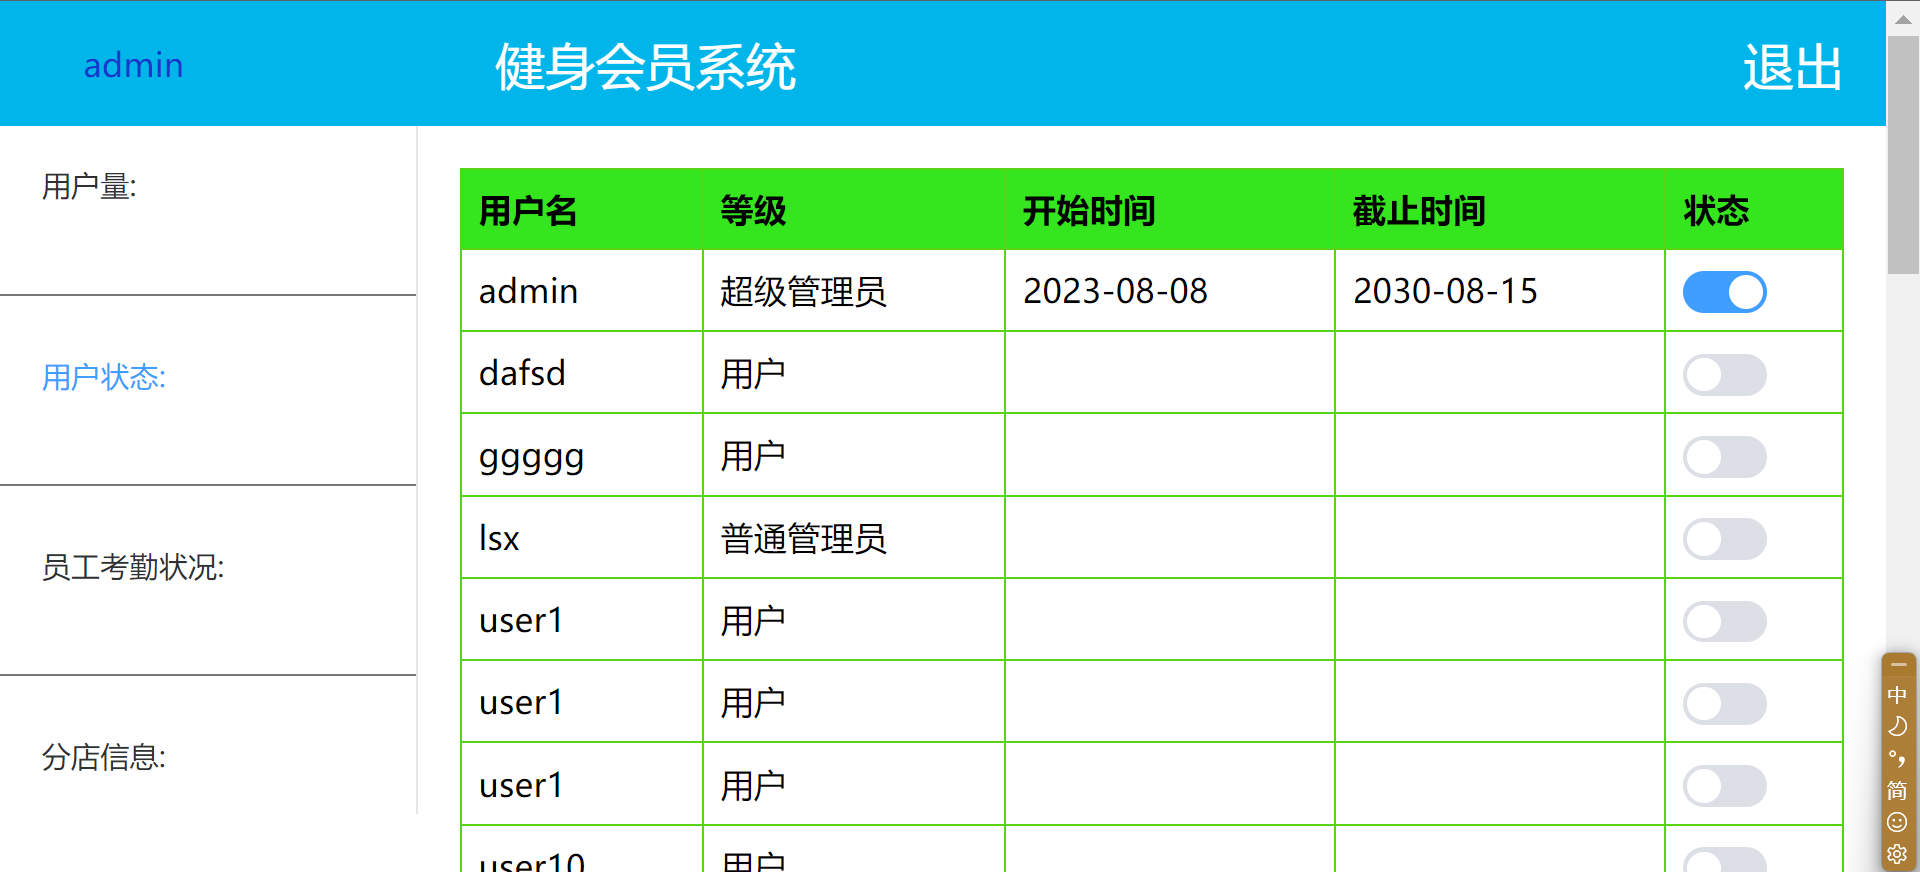 admin 健身会员系统 退出
用户量:
用户状态:
员工考勤状况:
分店信息:
用户名 等级 开始时间 截止时间 状态
admin 超级管理员 2023-08-08 2030-08-15
dafsd 用户
ggggg 用户
lsx 普通管理员
user1 用户
user1 用户
user1 用户
user10 用户
中
简